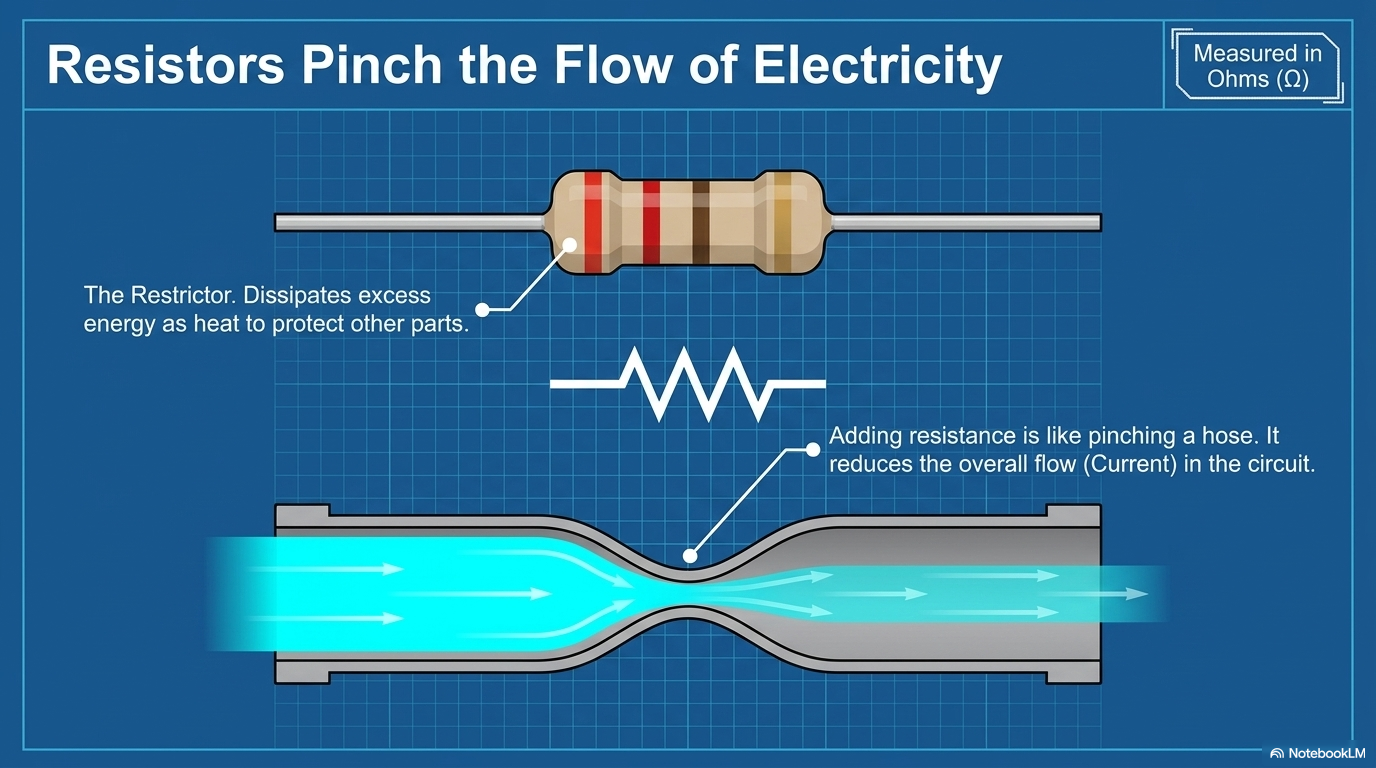 Resistors Pinch the Flow of Electricity
Measured in
Ohms (Ω)
The Restrictor. Dissipates excess
energy as heat to protect other parts.
Adding resistance is like pinching a hose. It
reduces the overall flow (Current) in the circuit.
NotebookLM